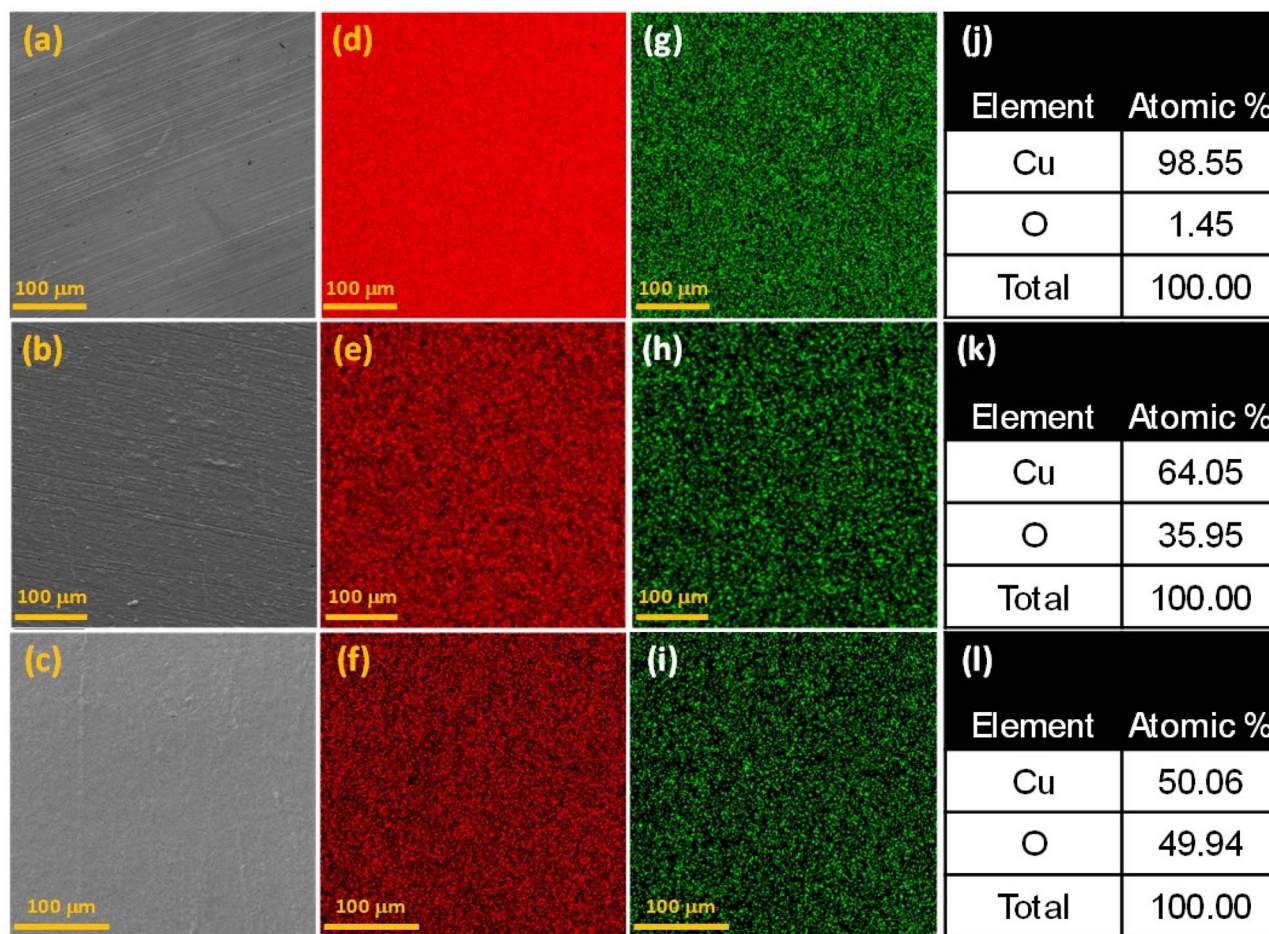 (a)
100 μm
(d)
100 μm
(g)
100 μm
(j)
Element Atomic %
Cu 98.55
O 1.45
Total 100.00
(b)
100 μm
(e)
100 μm
(h)
100 μm
(k)
Element Atomic %
Cu 64.05
O 35.95
Total 100.00
(c)
100 μm
(f)
100 μm
(i)
100 μm
(l)
Element Atomic %
Cu 50.06
O 49.94
Total 100.00